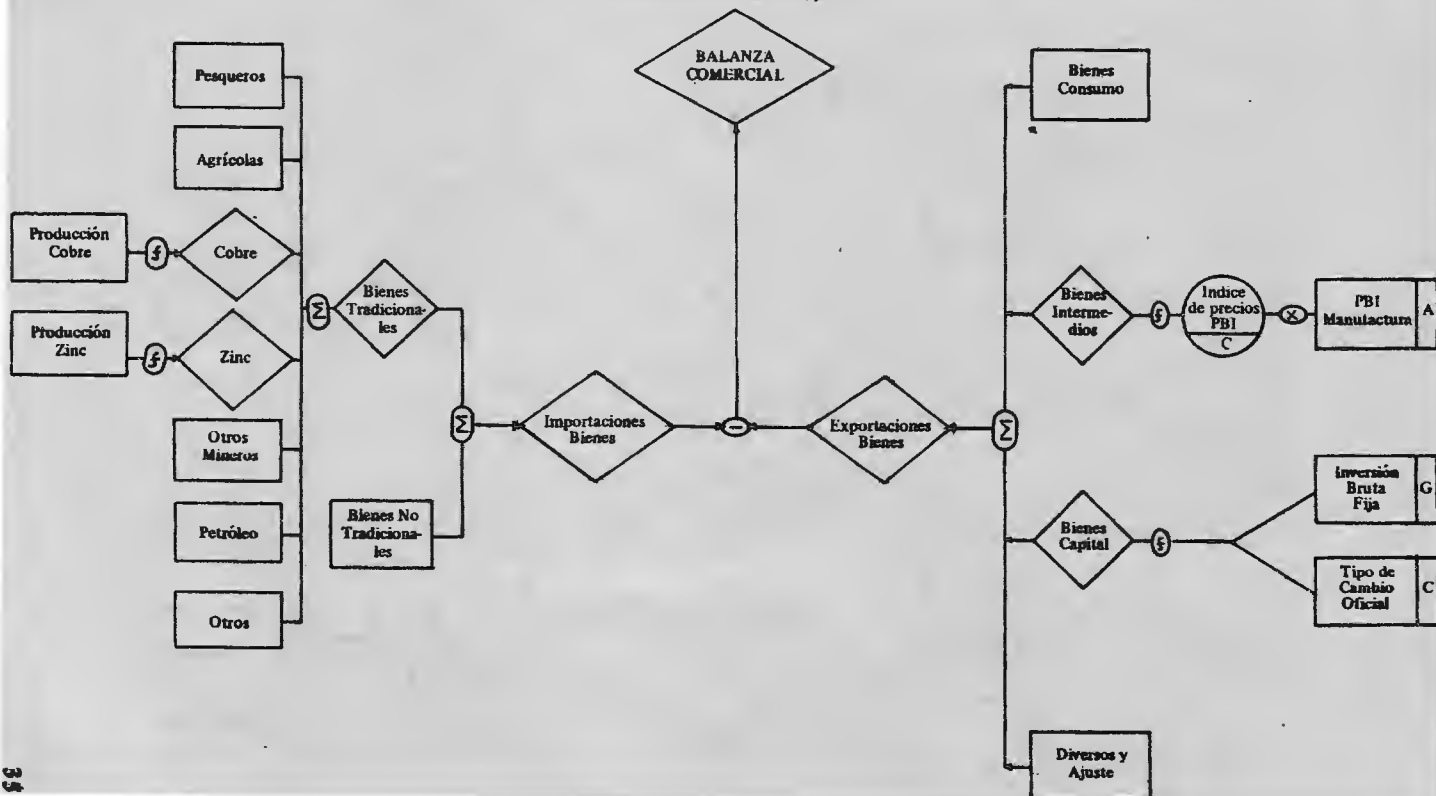 BALANZA
COMERCIAL
Pesqueros
Agrícolas
Producción
Cobre
f
Cobre
Producción
Zinc
f
Zinc
Otros
Mineros
Petróleo
Otros
Σ
Bienes
Tradiciona-
les
Bienes No
Tradiciona-
les
Σ
Importaciones
Bienes
−
Exportaciones
Bienes
Σ
Bienes
Consumo
Bienes
Interme-
dios
f
Indice
de precios
PBI
C
X
PBI
Manufactura
A
Bienes
Capital
f
Inversión
Bruta
Fija
G
Tipo de
Cambio
Oficial
C
Diversos y
Ajuste
35